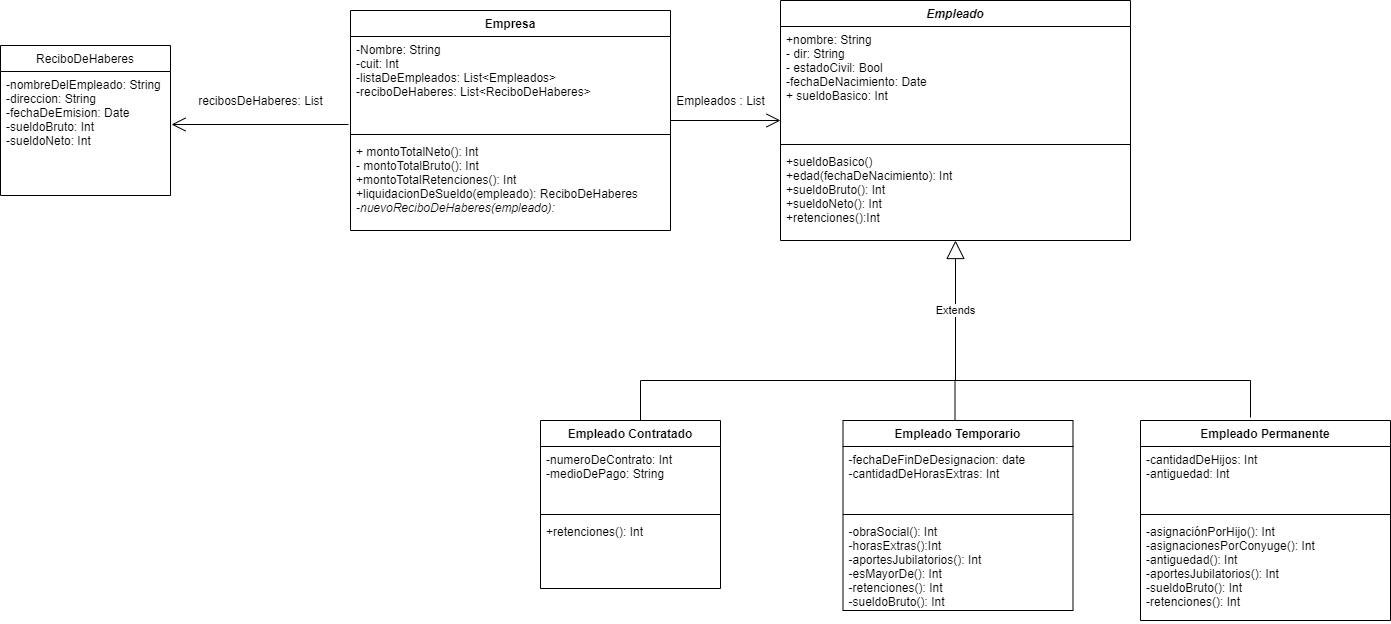 ReciboDeHaberes
-nombreDelEmpleado: String
-direccion: String
-fechaDeEmision: Date
-sueldoBruto: Int
-sueldoNeto: Int
recibosDeHaberes: List
Empresa
-Nombre: String
-cuit: Int
-listaDeEmpleados: List<Empleados>
-reciboDeHaberes: List<ReciboDeHaberes>
+ montoTotalNeto(): Int
- montoTotalBruto(): Int
+montoTotalRetenciones(): Int
+liquidacionDeSueldo(empleado): ReciboDeHaberes
-nuevoReciboDeHaberes(empleado):
Empleados : List
Empleado
+nombre: String
- dir: String
- estadoCivil: Bool
-fechaDeNacimiento: Date
+ sueldoBasico: Int
+sueldoBasico()
+edad(fechaDeNacimiento): Int
+sueldoBruto(): Int
+sueldoNeto(): Int
+retenciones():Int
Extends
Empleado Contratado
-numeroDeContrato: Int
-medioDePago: String
+retenciones(): Int
Empleado Temporario
-fechaDeFinDeDesignacion: date
-cantidadDeHorasExtras: Int
-obraSocial(): Int
-horasExtras():Int
-aportesJubilatorios(): Int
-esMayorDe(): Int
-retenciones(): Int
-sueldoBruto(): Int
Empleado Permanente
-cantidadDeHijos: Int
-antiguedad: Int
-asignaciónPorHijo(): Int
-asignacionesPorConyuge(): Int
-antiguedad(): Int
-aportesJubilatorios(): Int
-sueldoBruto(): Int
-retenciones(): Int